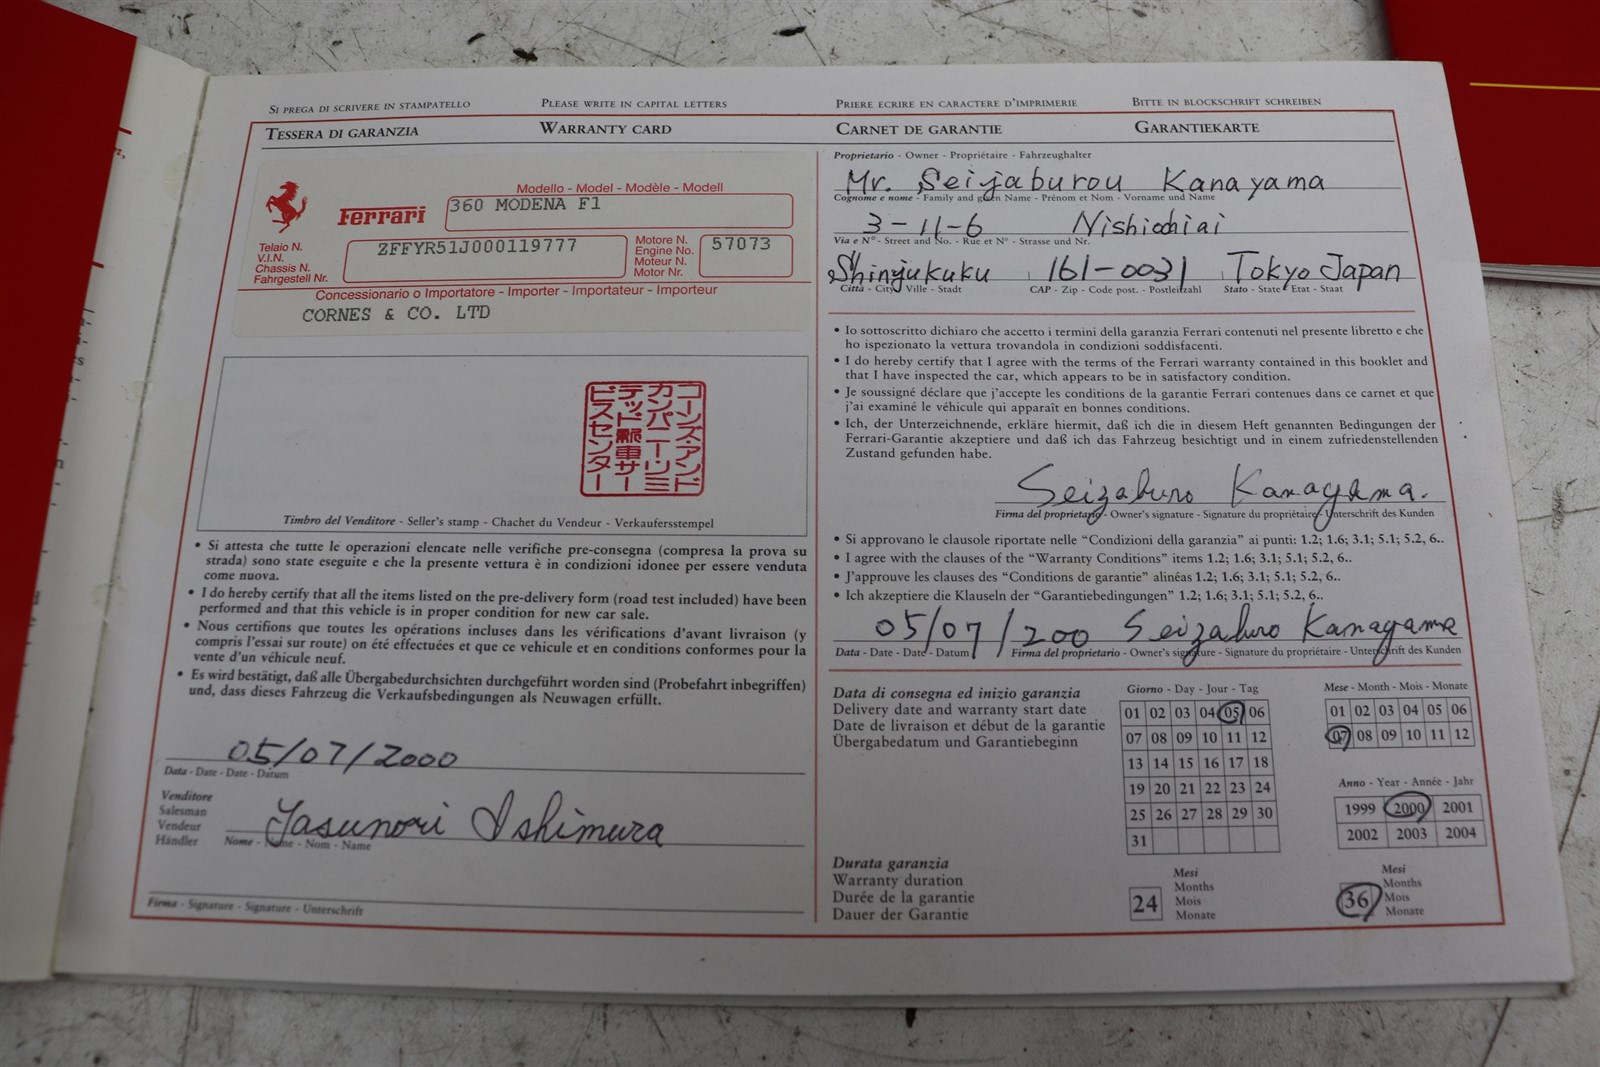 SI PREGA DI SCRIVERE IN STAMPATELLO PLEASE WRITE IN CAPITAL LETTERS PRIERE ECRIRE EN CARACTERE D'IMPRIMERIE BITTE IN BLOCKSCHRIFT SCHREIBEN
TESSERA DI GARANZIA WARRANTY CARD CARNET DE GARANTIE GARANTIEKARTE
Modello - Model - Modèle - Modell
Ferrari 360 MODENA F1
Telaio N.
V.I.N.
Chassis N.
Fahrgestell Nr.
ZFFYR51J000119777
Motore N.
Engine No.
Moteur N.
Motor Nr.
57073
Concessionario o Importatore - Importer - Importateur - Importeur
CORNES & CO. LTD
コーンズ・アンド
カンパニー・リミ
テッド新車サー
ビスセンター
Timbro del Venditore - Seller's stamp - Chachet du Vendeur - Verkaufersstempel
• Si attesta che tutte le operazioni elencate nelle verifiche pre-consegna (compresa la prova su
strada) sono state eseguite e che la presente vettura è in condizioni idonee per essere venduta
come nuova.
• I do hereby certify that all the items listed on the pre-delivery form (road test included) have been
performed and that this vehicle is in proper condition for new car sale.
• Nous certifions que toutes les opérations incluses dans les vérifications d'avant livraison (y
compris l'essai sur route) on été effectuées et que ce vehicule et en conditions conformes pour la
vente d'un véhicule neuf.
• Es wird bestätigt, daß alle Übergabedurchsichten durchgeführt worden sind (Probefahrt inbegriffen)
und, dass dieses Fahrzeug die Verkaufsbedingungen als Neuwagen erfüllt.
05/07/2000
Data - Date - Date - Datum
Venditore
Salesman
Vendeur
Händler
Yasunori Ishimura
Nome - Name - Nom - Name
Firma - Signature - Signature - Unterschrift
Proprietario - Owner - Propriétaire - Fahrzeughalter
Mr. Seijaburou Kanayama
Cognome e nome - Family and given Name - Prénom et Nom - Vorname und Name
3-11-6 Nishiochiai
Via e N° - Street and No. - Rue et N° - Strasse und Nr.
Shinjukuku 161-0031 Tokyo Japan
Città - City Ville - Stadt CAP - Zip - Code post. - Postleitzahl Stato - State Etat - Staat
• Io sottoscritto dichiaro che accetto i termini della garanzia Ferrari contenuti nel presente libretto e che
ho ispezionato la vettura trovandola in condizioni soddisfacenti.
• I do hereby certify that I agree with the terms of the Ferrari warranty contained in this booklet and
that I have inspected the car, which appears to be in satisfactory condition.
• Je soussigné déclare que j'accepte les conditions de la garantie Ferrari contenues dans ce carnet et que
j'ai examiné le véhicule qui apparaît en bonnes conditions.
• Ich, der Unterzeichnende, erkläre hiermit, daß ich die in diesem Heft genannten Bedingungen der
Ferrari-Garantie akzeptiere und daß ich das Fahrzeug besichtigt und in einem zufriedenstellenden
Zustand gefunden habe.
Seizaburo Kanayama.
Firma del proprietario - Owner's signature - Signature du propriétaire - Unterschrift des Kunden
• Si approvano le clausole riportate nelle "Condizioni della garanzia" ai punti: 1.2; 1.6; 3.1; 5.1; 5.2, 6..
• I agree with the clauses of the "Warranty Conditions" items 1.2; 1.6; 3.1; 5.1; 5.2, 6..
• J'approuve les clauses des "Conditions de garantie" alinéas 1.2; 1.6; 3.1; 5.1; 5.2, 6..
• Ich akzeptiere die Klauseln der "Garantiebedingungen" 1.2; 1.6; 3.1; 5.1; 5.2, 6..
05/07/200 Seizaburo Kanayama
Data - Date - Date - Datum Firma del proprietario - Owner's signature - Signature du propriétaire - Unterschrift des Kunden
Data di consegna ed inizio garanzia
Delivery date and warranty start date
Date de livraison et début de la garantie
Übergabedatum und Garantiebeginn
Giorno - Day - Jour - Tag
01 02 03 04 05 06
07 08 09 10 11 12
13 14 15 16 17 18
19 20 21 22 23 24
25 26 27 28 29 30
31
Mese - Month - Mois - Monate
01 02 03 04 05 06
07 08 09 10 11 12
Anno - Year - Année - Jahr
1999 2000 2001
2002 2003 2004
Durata garanzia
Warranty duration
Durée de la garantie
Dauer der Garantie
24
Mesi
Months
Mois
Monate
36
Mesi
Months
Mois
Monate